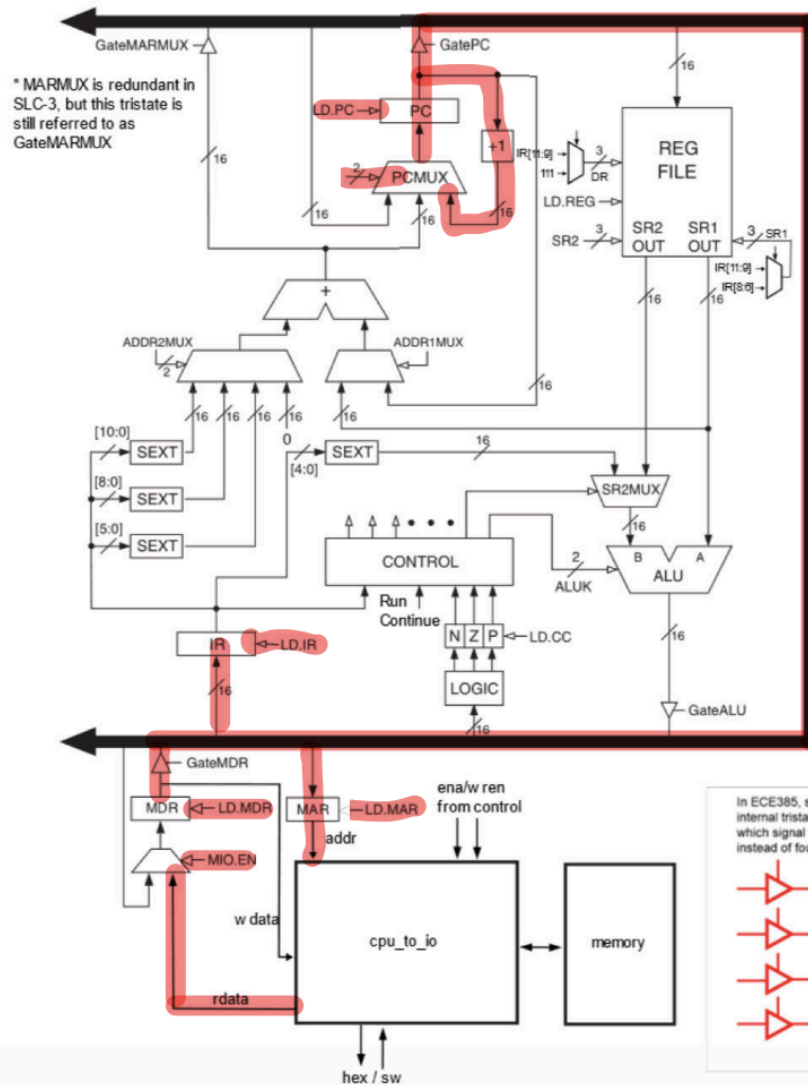 GateMARMUX
GatePC
* MARMUX is redundant in
SLC-3, but this tristate is
still referred to as
GateMARMUX
16
LD.PC
PC
+1
2
PCMUX
16
16
16
16
16
REG
FILE
IR[11:9]
111
3
DR
LD.REG
SR2
3
SR2
OUT
SR1
OUT
3
SR1
IR[11:9]
IR[8:6]
16
16
+
ADDR2MUX
2
ADDR1MUX
16
16
16
16
16
0
16
[10:0]
SEXT
[8:0]
SEXT
[5:0]
SEXT
[4:0]
SEXT
16
SR2MUX
16
CONTROL
2
ALUK
B
A
ALU
Run
Continue
IR
LD.IR
N Z P
LD.CC
LOGIC
16
16
16
GateALU
GateMDR
MDR
LD.MDR
MAR
LD.MAR
addr
ena/w ren
from control
MIO.EN
w data
cpu_to_io
memory
rdata
hex / sw
In ECE385, s
internal trista
which signal
instead of fou